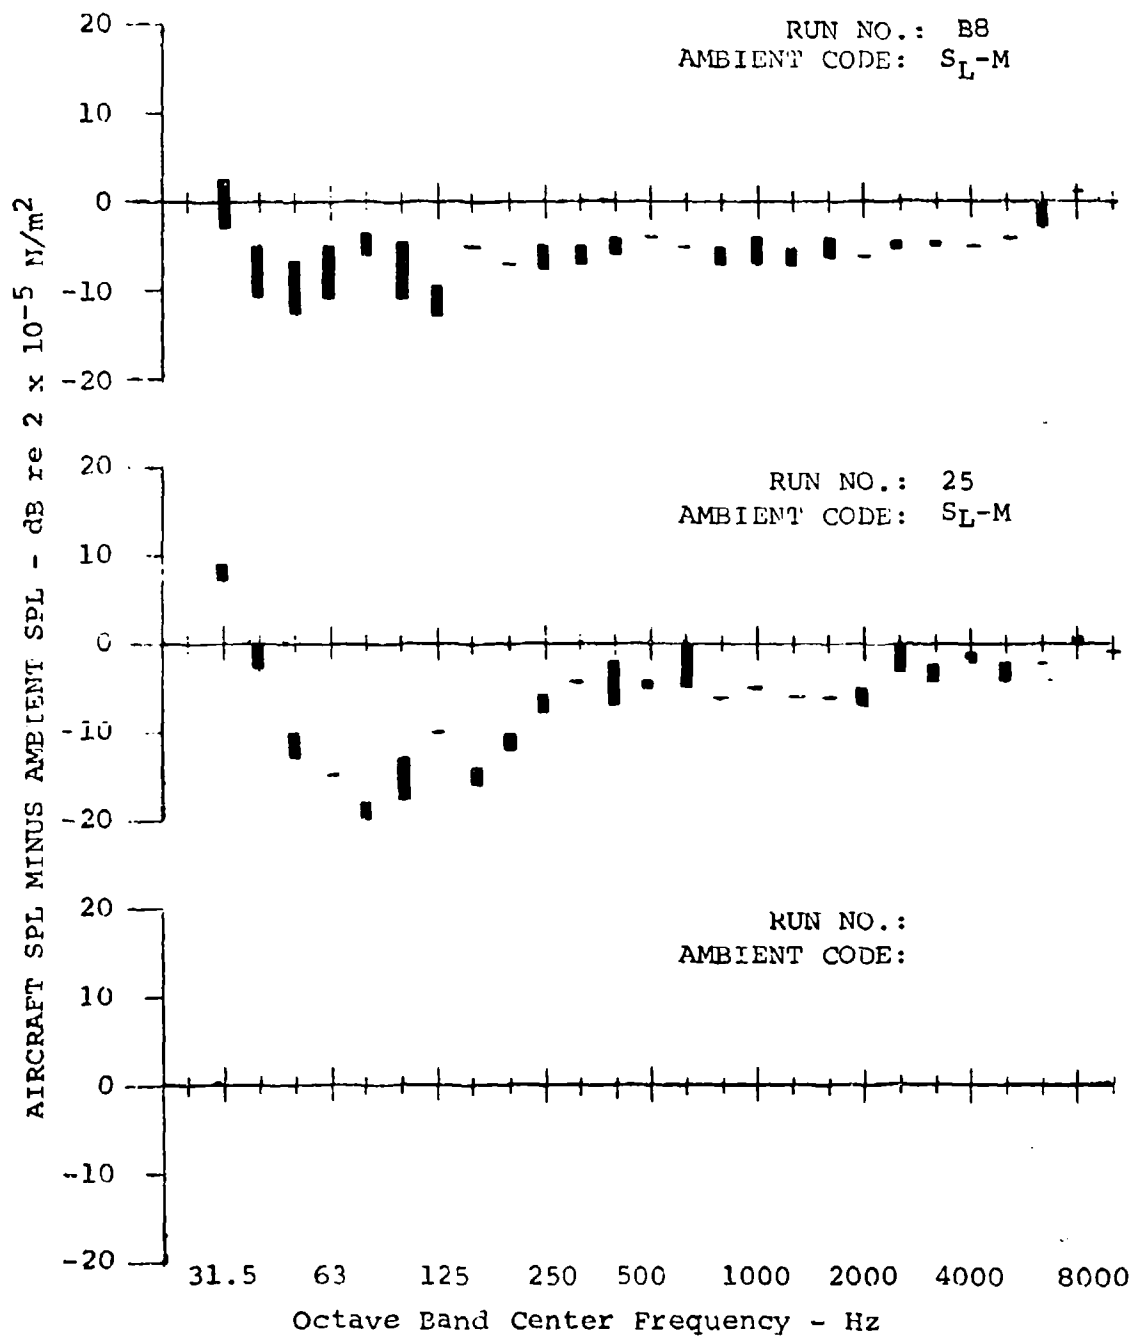 RUN NO.: B8
AMBIENT CODE: SL-M
20
10
0
-10
-20
RUN NO.: 25
AMBIENT CODE: SL-M
20
10
0
-10
-20
RUN NO.:
AMBIENT CODE:
20
10
0
-10
-20
AIRCRAFT SPL MINUS AMBIENT SPL - dB re 2 x 10-5 N/m2
31.5 63 125 250 500 1000 2000 4000 8000
Octave Band Center Frequency - Hz